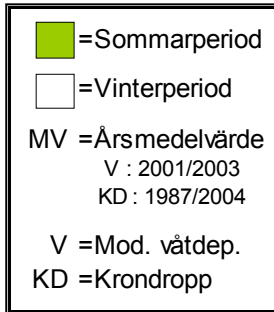 =Sommarperiod
=Vinterperiod
MV =Årsmedelvärde
V : 2001/2003
KD : 1987/2004
V =Mod. våtdep.
KD =Krondropp